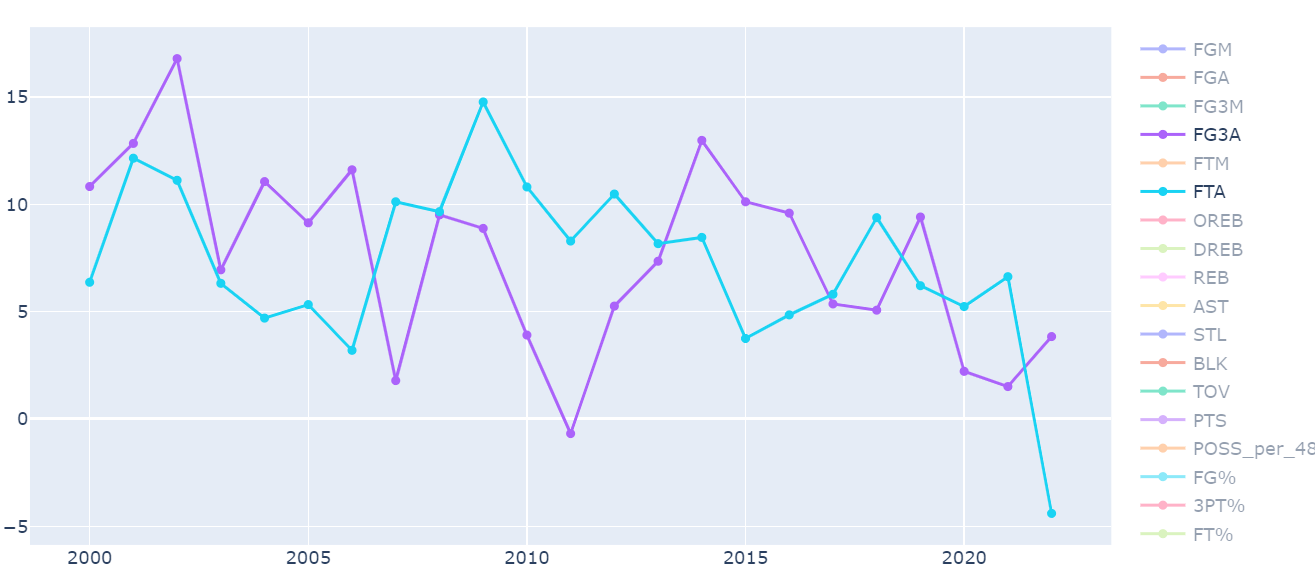 15
10
5
0
−5
2000 2005 2010 2015 2020
FGM
FGA
FG3M
FG3A
FTM
FTA
OREB
DREB
REB
AST
STL
BLK
TOV
PTS
POSS_per_48
FG%
3PT%
FT%